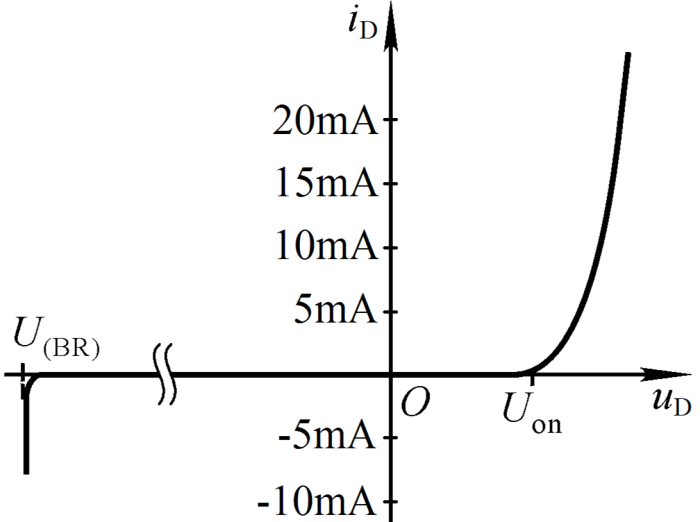 i_D
20mA
15mA
10mA
5mA
U_(BR)
O
U_on
u_D
-5mA
-10mA